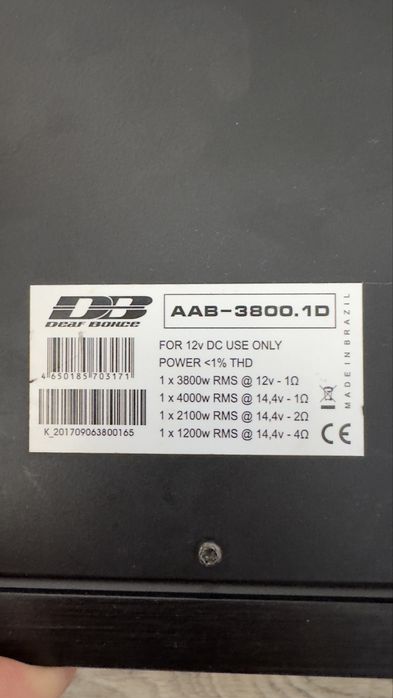 DB
Deaf Bonce
AAB-3800.1D
FOR 12v DC USE ONLY
POWER <1% THD
1 x 3800w RMS @ 12v - 1Ω
1 x 4000w RMS @ 14,4v - 1Ω
1 x 2100w RMS @ 14,4v - 2Ω
1 x 1200w RMS @ 14,4v - 4Ω
4 650185 703171
K_201709063800165
CE
MADE IN BRAZIL